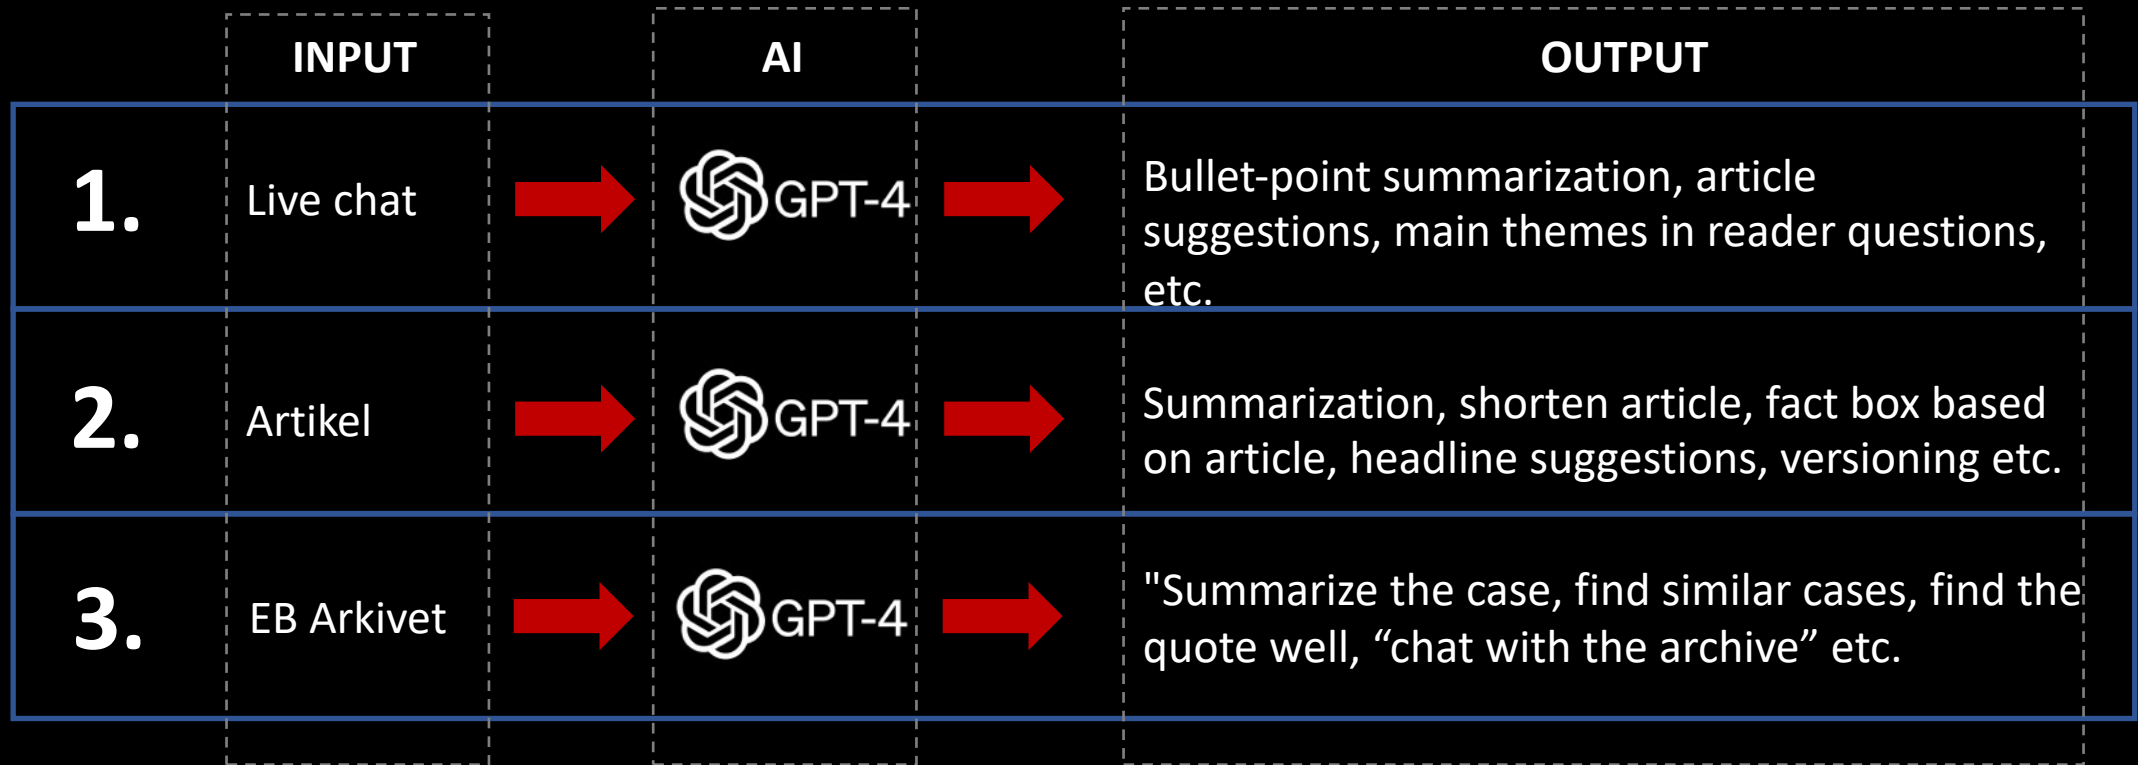 INPUT
AI
OUTPUT
1.
Live chat
GPT-4
Bullet-point summarization, article
suggestions, main themes in reader questions,
etc.
2.
Artikel
GPT-4
Summarization, shorten article, fact box based
on article, headline suggestions, versioning etc.
3.
EB Arkivet
GPT-4
"Summarize the case, find similar cases, find the
quote well, “chat with the archive” etc.